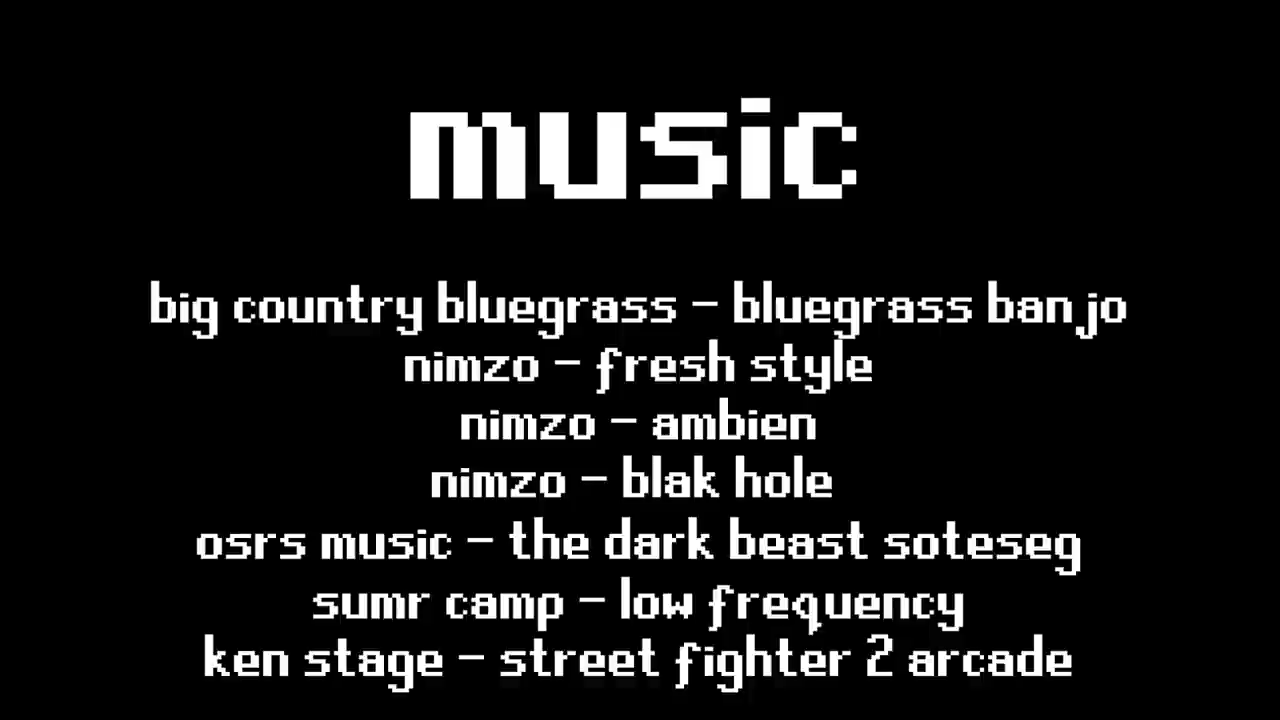 music
big country bluegrass - bluegrass banjo
nimzo - fresh style
nimzo - ambien
nimzo - blak hole
osrs music - the dark beast soteseg
sumr camp - low frequency
ken stage - street fighter 2 arcade